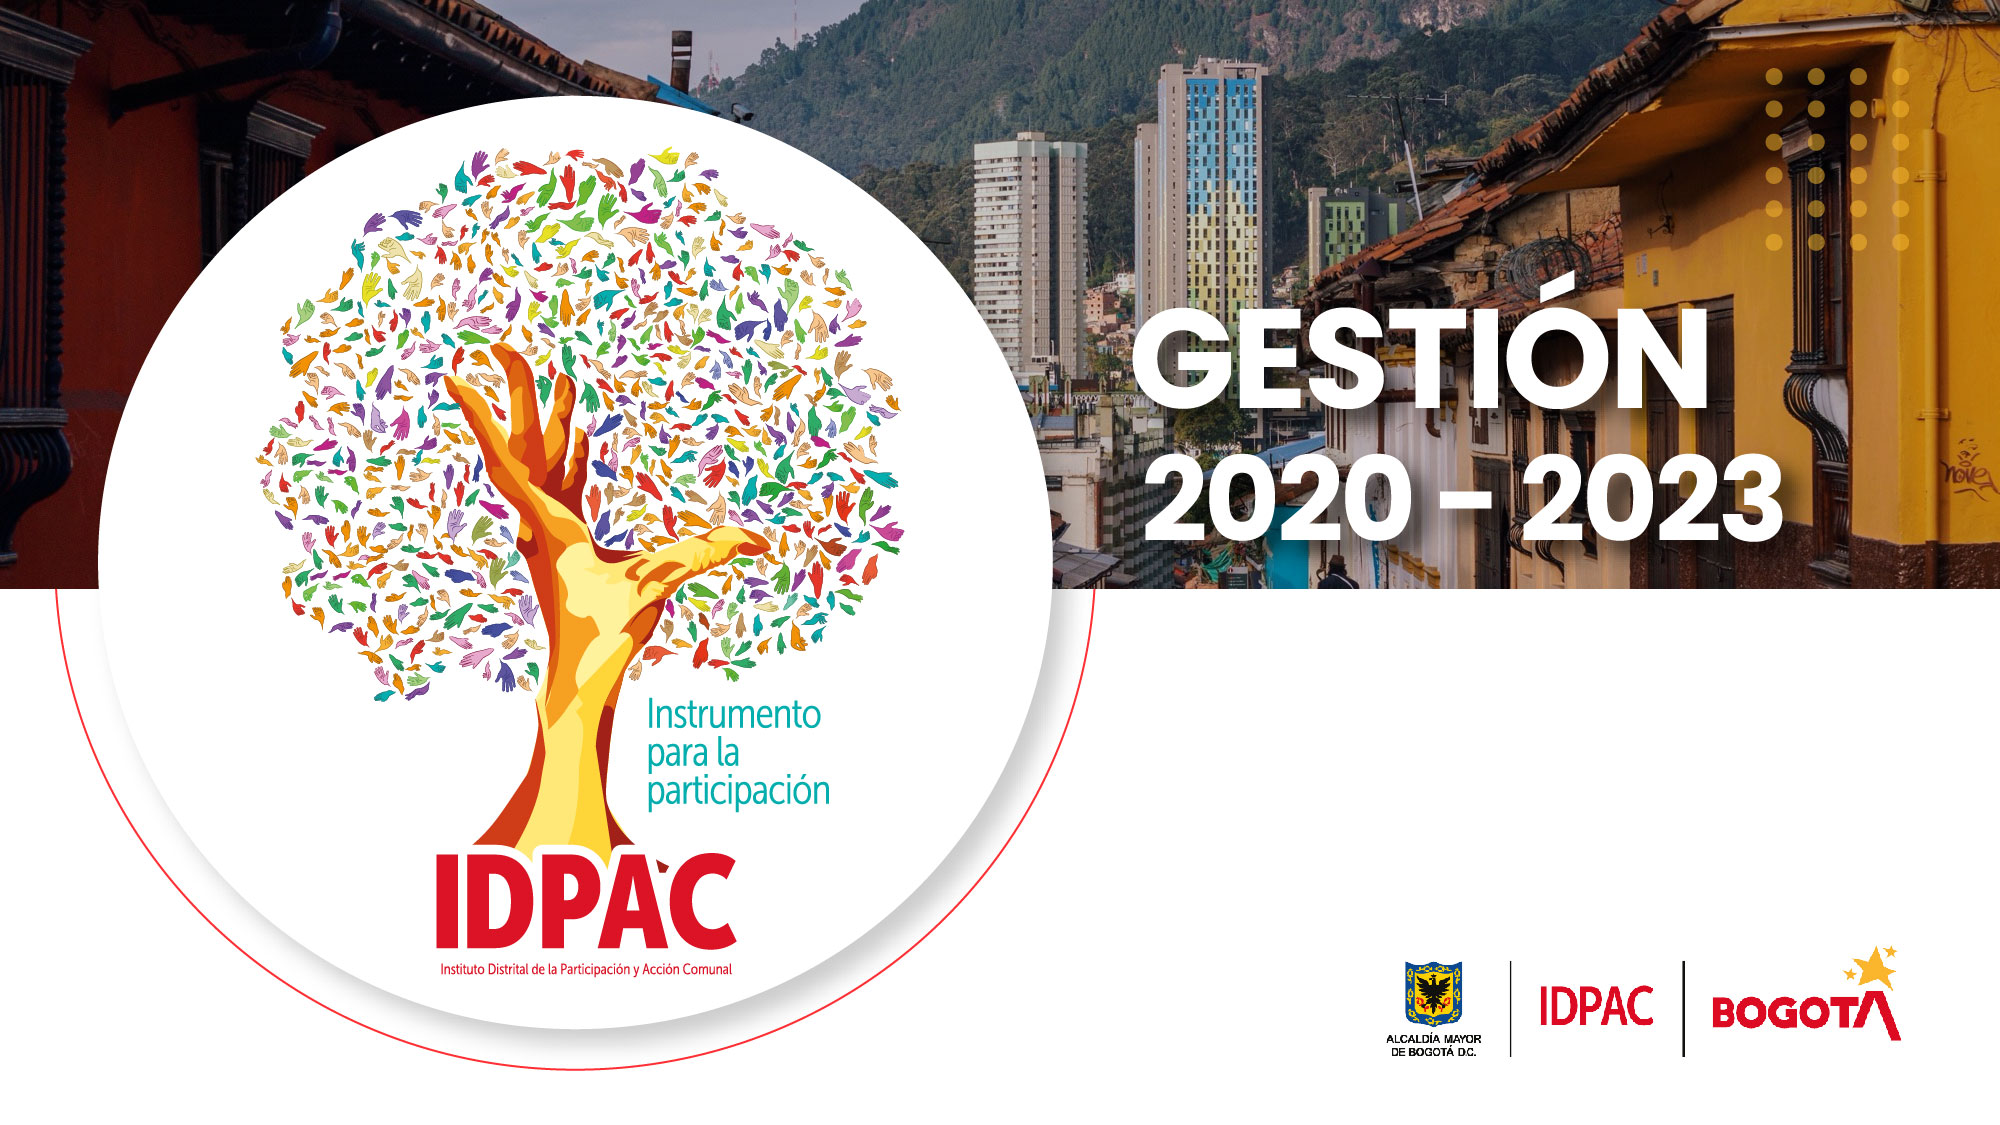 GESTIÓN
2020 - 2023
Instrumento
para la
participación
IDPAC
Instituto Distrital de la Participación y Acción Comunal
ALCALDÍA MAYOR
DE BOGOTÁ D.C.
IDPAC
BOGOTÁ